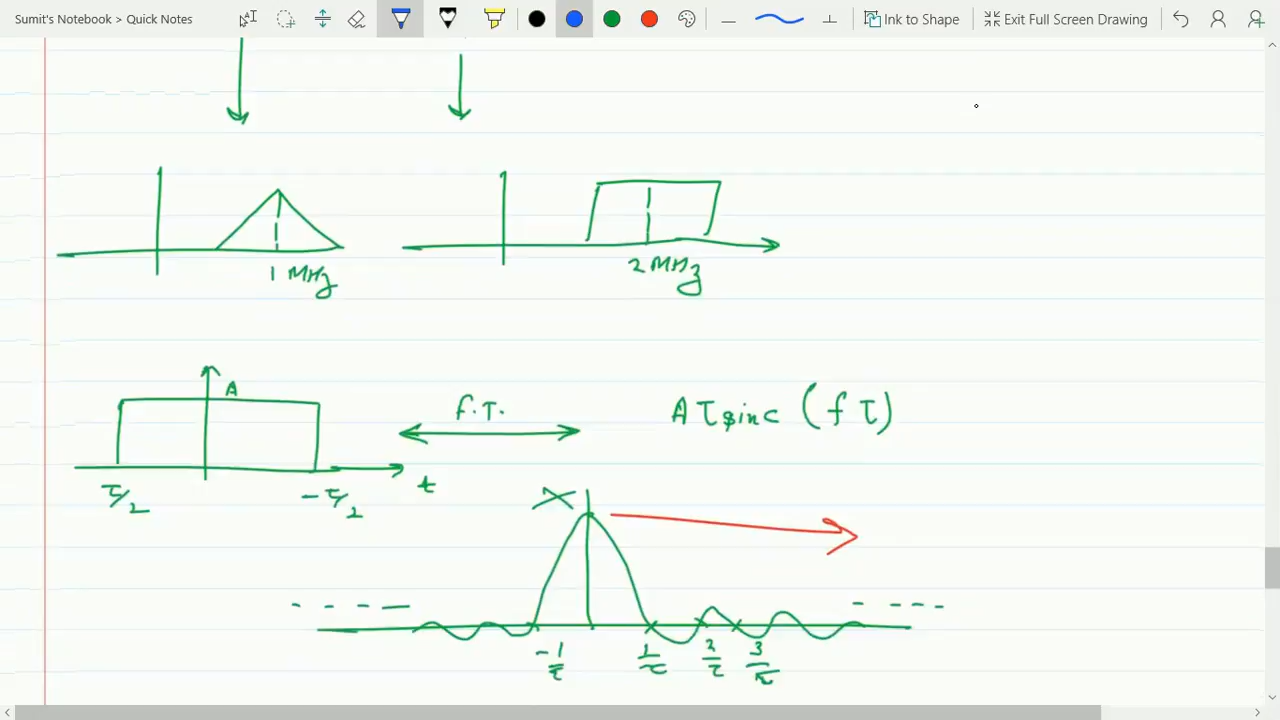 Sumit's Notebook > Quick Notes
Ink to Shape
Exit Full Screen Drawing
1 MHz
2 MHz
A
F.T.
Aτ sinc (fτ)
τ/2
-τ/2
t
-1/τ
1/τ
2/τ
3/τ